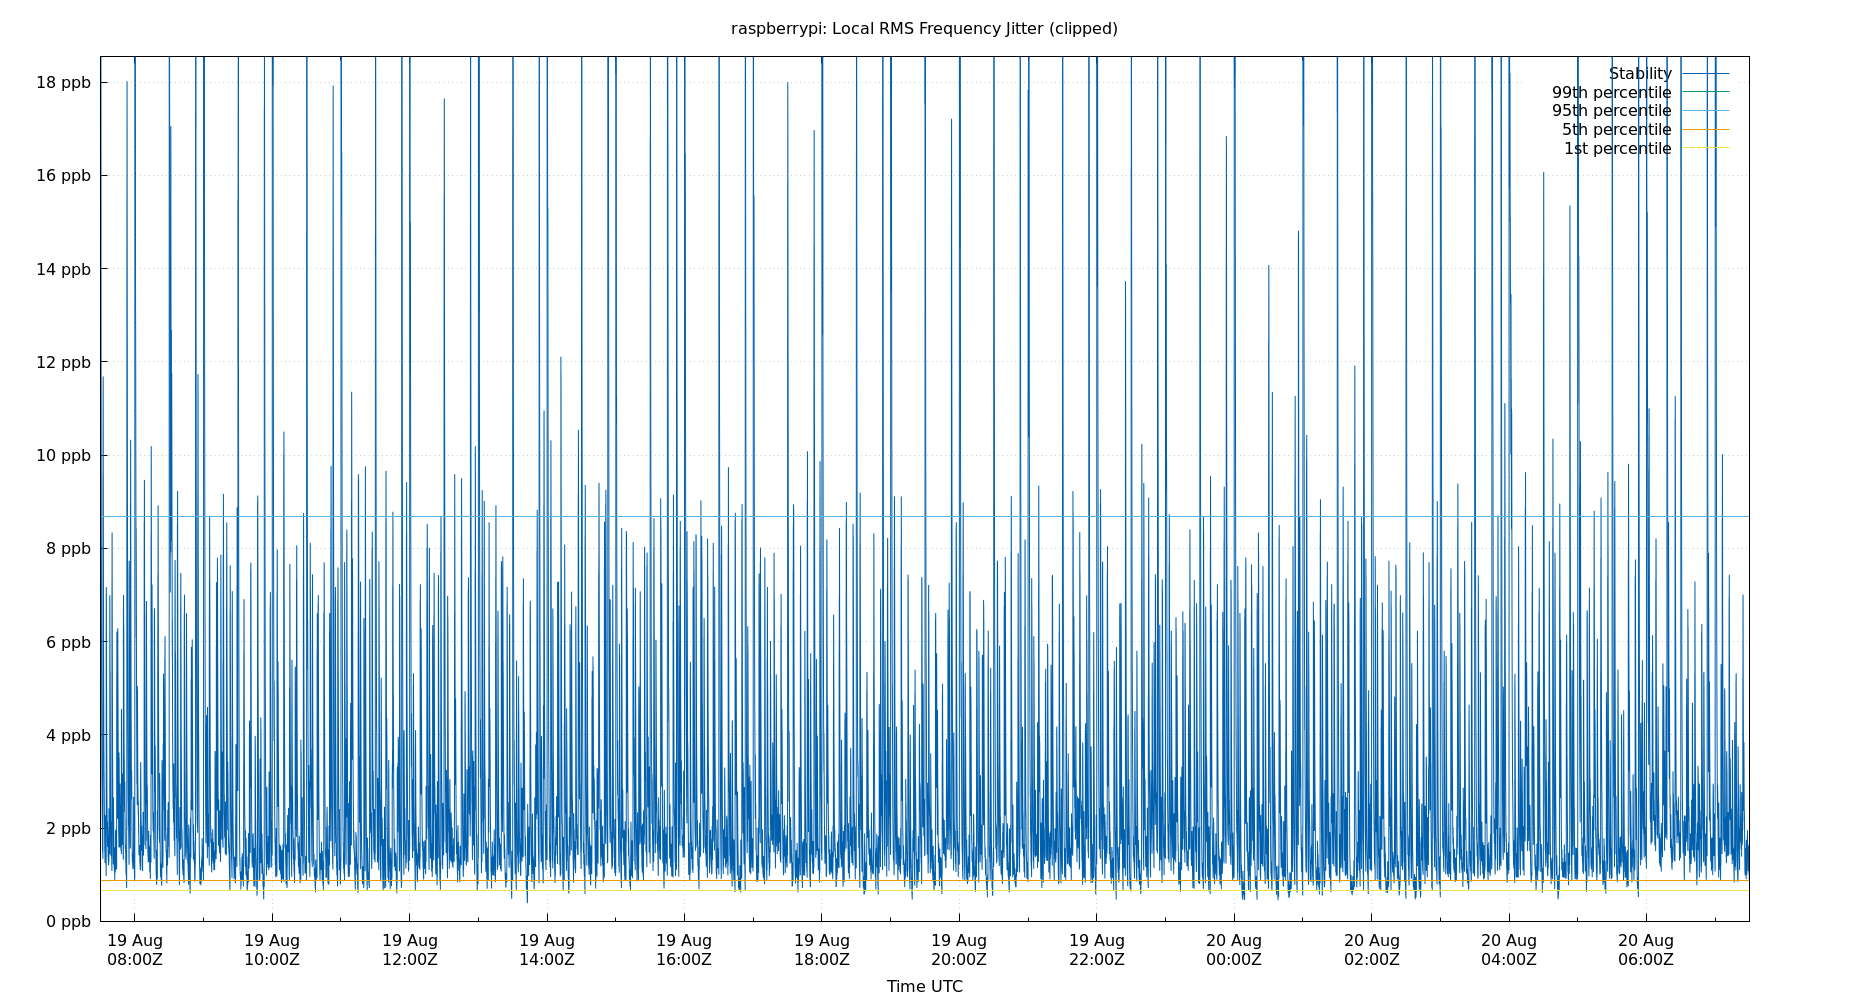 raspberrypi: Local RMS Frequency Jitter (clipped)
Stability
99th percentile
95th percentile
5th percentile
1st percentile
18 ppb
16 ppb
14 ppb
12 ppb
10 ppb
8 ppb
6 ppb
4 ppb
2 ppb
0 ppb
19 Aug 19 Aug 19 Aug 19 Aug 19 Aug 19 Aug 19 Aug 19 Aug 20 Aug 20 Aug 20 Aug 20 Aug
08:00Z 10:00Z 12:00Z 14:00Z 16:00Z 18:00Z 20:00Z 22:00Z 00:00Z 02:00Z 04:00Z 06:00Z
Time UTC